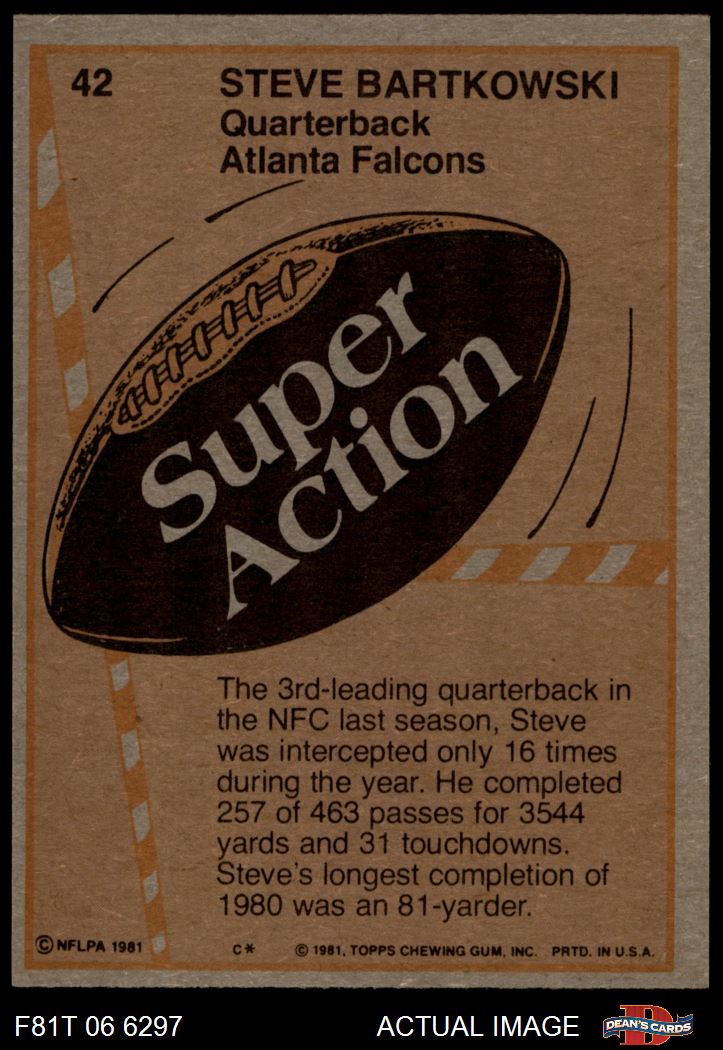 42
STEVE BARTKOWSKI
Quarterback
Atlanta Falcons
Super
Action
The 3rd-leading quarterback in
the NFC last season, Steve
was intercepted only 16 times
during the year. He completed
257 of 463 passes for 3544
yards and 31 touchdowns.
Steve's longest completion of
1980 was an 81-yarder.
© NFLPA 1981 C* © 1981, TOPPS CHEWING GUM, INC. PRTD. IN U.S.A.
F81T 06 6297 ACTUAL IMAGE D DEAN'S CARDS